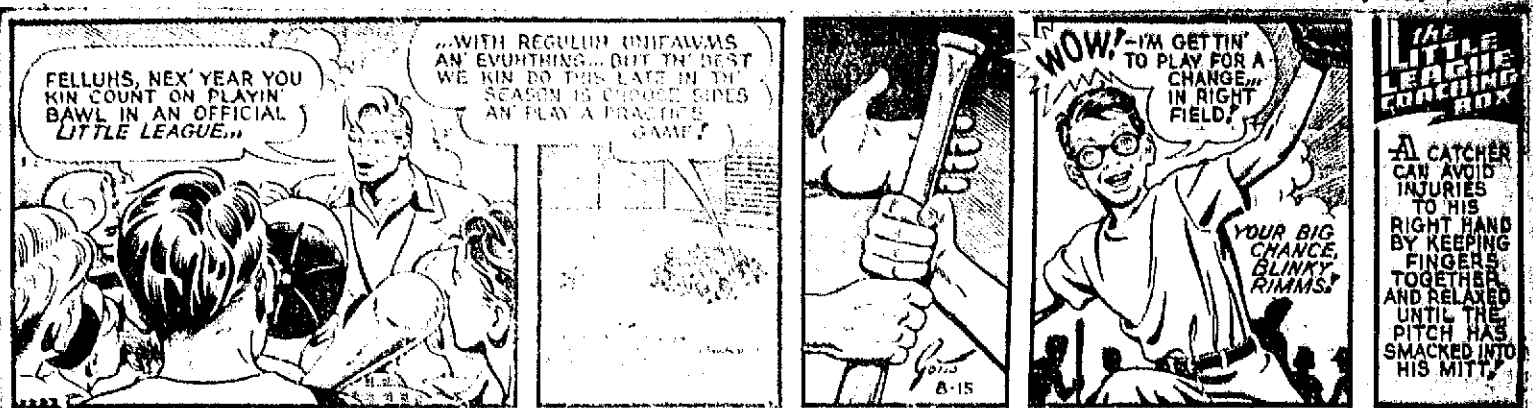 FELLUHS, NEX' YEAR YOU
KIN COUNT ON PLAYIN'
BAWL IN AN OFFICIAL
LITTLE LEAGUE...
...WITH REGULUH UNIFAWMS
AN' EVUHTHING... BUT TH' BEST
WE KIN DO THIS LATE IN TH'
SEASON IS CHOOSE SIDES
AN' PLAY A PRACTICE
GAME!
8-15
WOW! -I'M GETTIN'
TO PLAY FOR A
CHANGE...
IN RIGHT
FIELD!
YOUR BIG
CHANCE,
BLINKY
RIMMS!
The
LITTLE
LEAGUE
COACHING
BOX
A CATCHER
CAN AVOID
INJURIES
TO HIS
RIGHT HAND
BY KEEPING
FINGERS
TOGETHER
AND RELAXED
UNTIL THE
PITCH HAS
SMACKED INTO
HIS MITT!